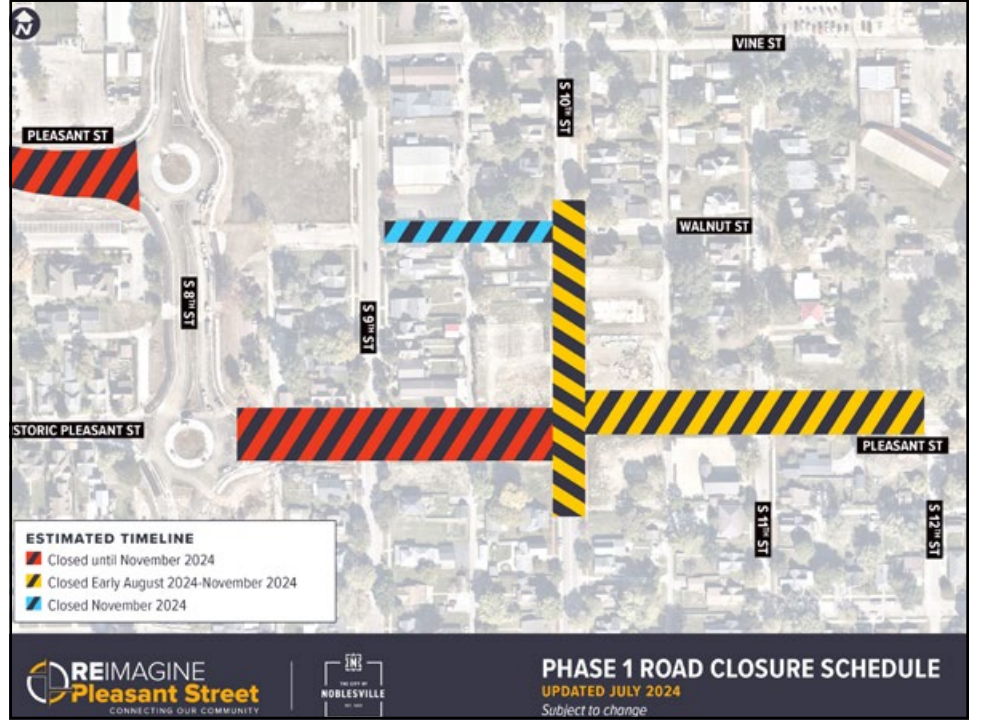 N
VINE ST
S 10TH ST
PLEASANT ST
WALNUT ST
S 8TH ST
S 9TH ST
STORIC PLEASANT ST
PLEASANT ST
S 11TH ST
S 12TH ST
ESTIMATED TIMELINE
Closed until November 2024
Closed Early August 2024-November 2024
Closed November 2024
REIMAGINE
Pleasant Street
CONNECTING OUR COMMUNITY
N
THE CITY OF
NOBLESVILLE
PHASE 1 ROAD CLOSURE SCHEDULE
UPDATED JULY 2024
Subject to change